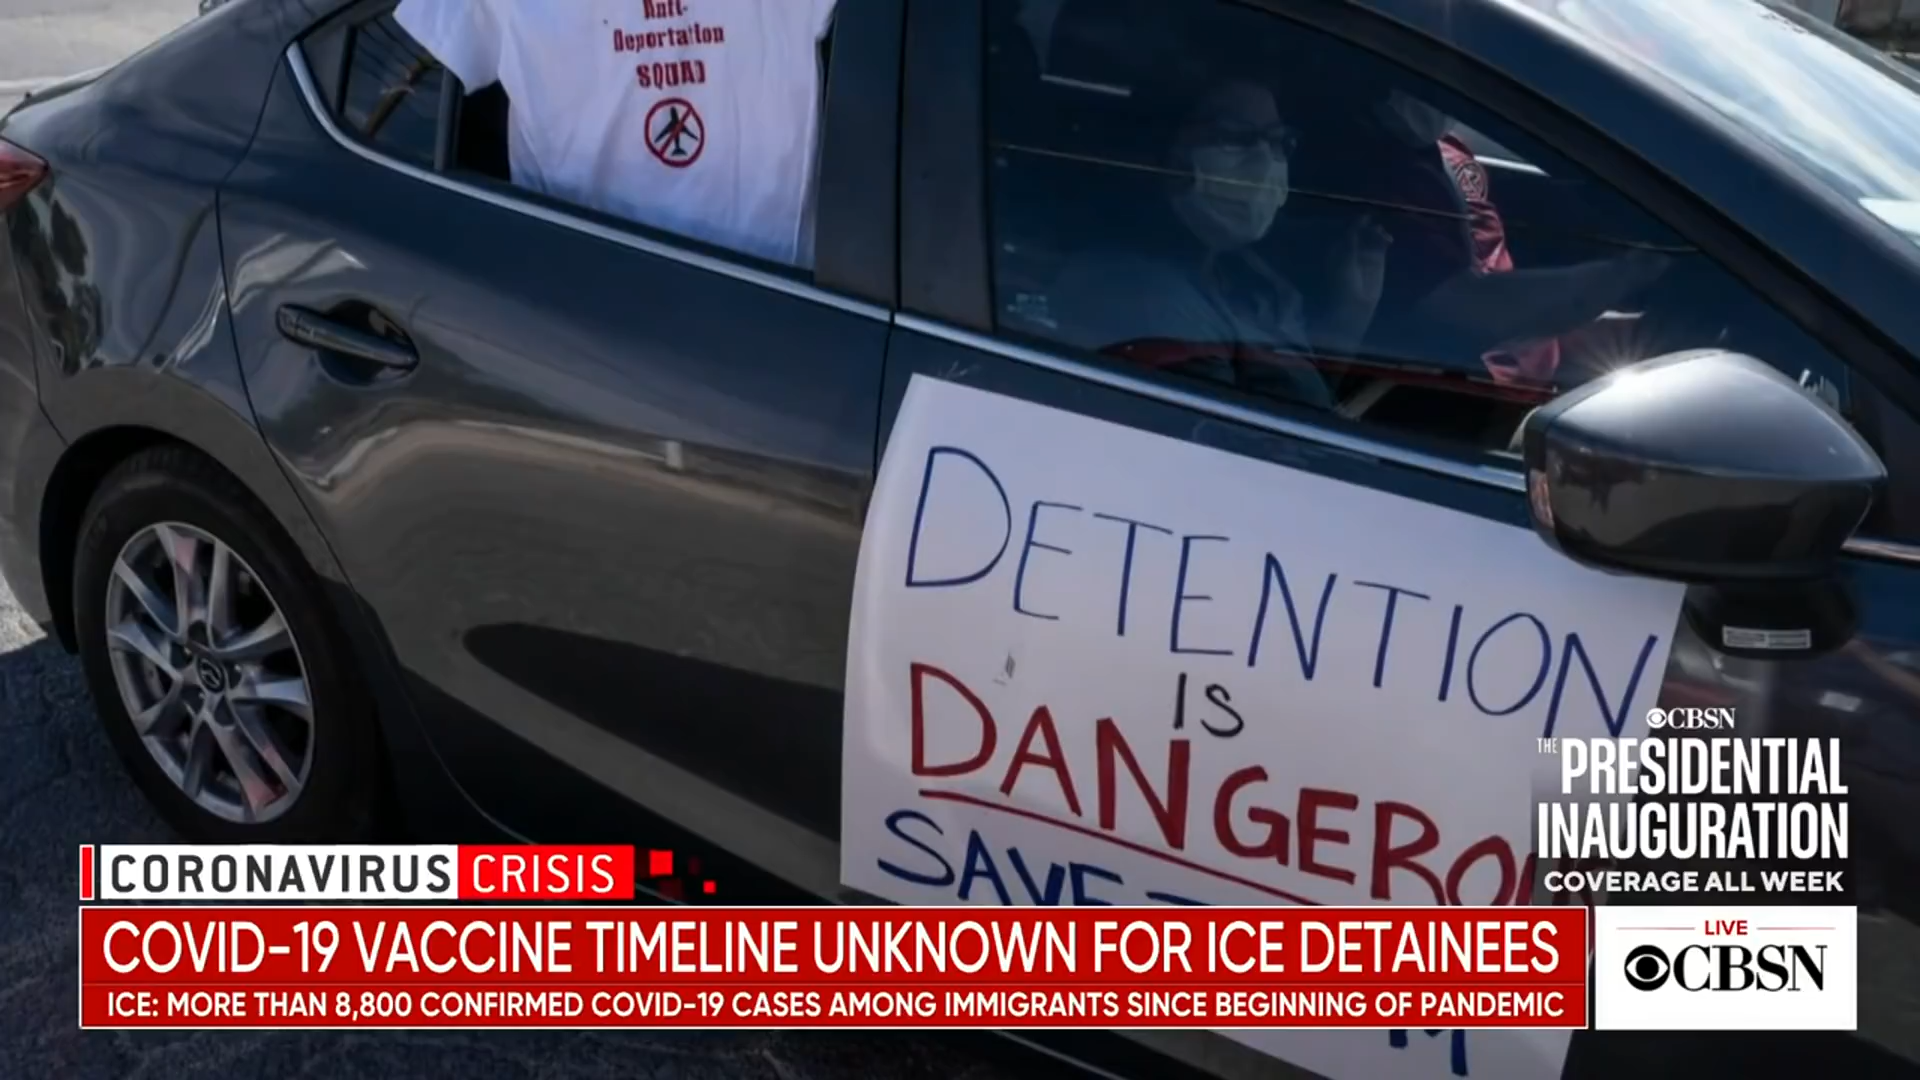 Anti-
Deportation
SQUAD
DETENTION
IS
DANGERO
SAVE
CBSN
THE
PRESIDENTIAL
INAUGURATION
COVERAGE ALL WEEK
CORONAVIRUS CRISIS
COVID-19 VACCINE TIMELINE UNKNOWN FOR ICE DETAINEES
ICE: MORE THAN 8,800 CONFIRMED COVID-19 CASES AMONG IMMIGRANTS SINCE BEGINNING OF PANDEMIC
LIVE
CBSN